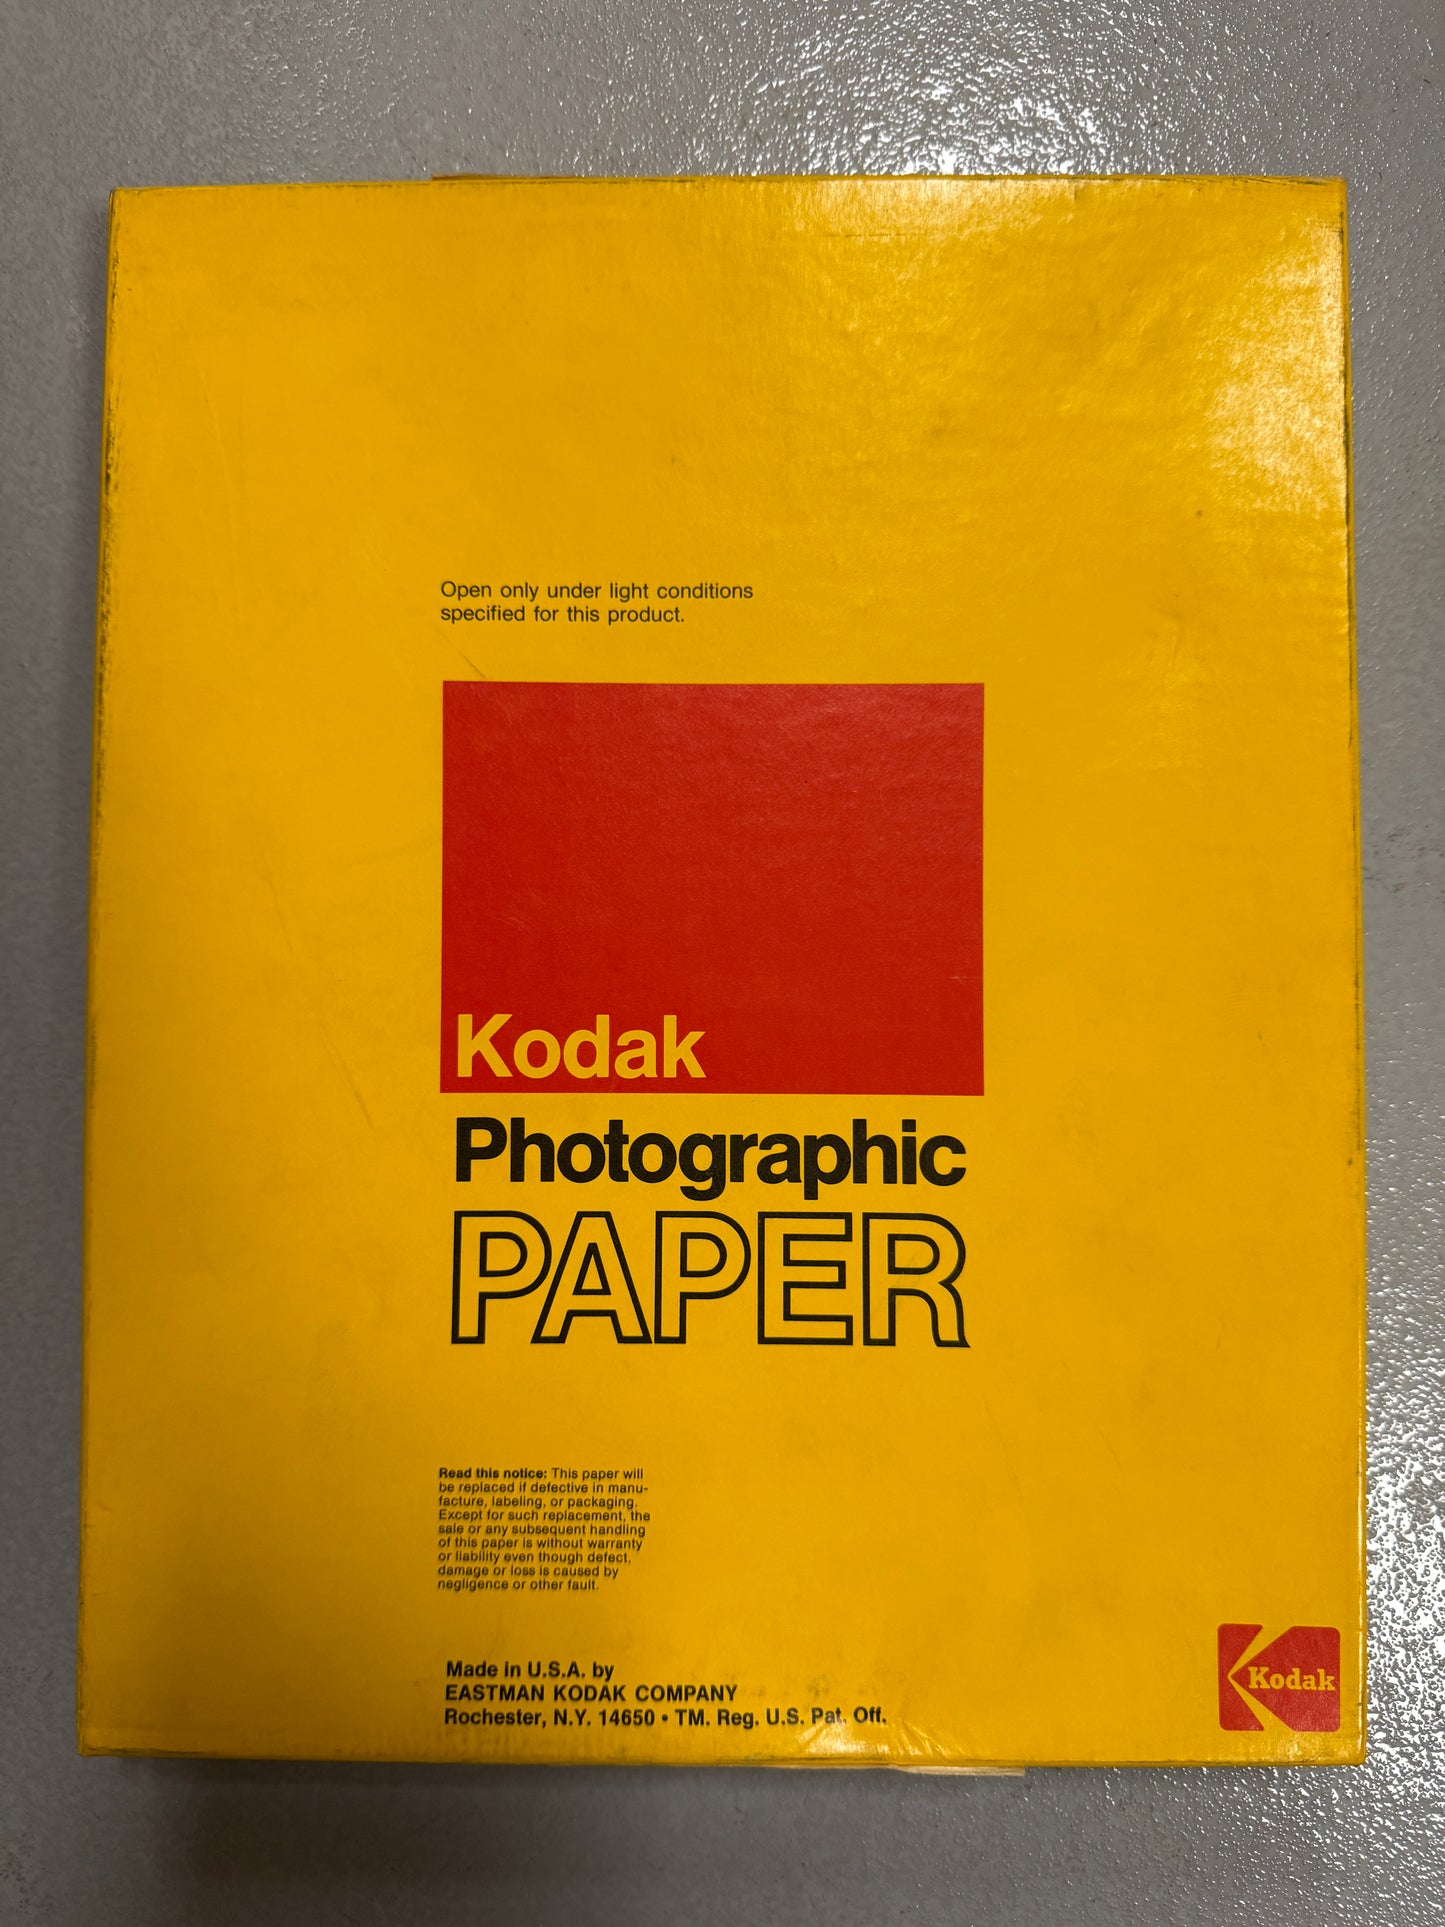 Open only under light conditions
specified for this product.
Kodak
Photographic
PAPER
Read this notice: This paper will
be replaced if defective in manu-
facture, labeling, or packaging.
Except for such replacement, the
sale or any subsequent handling
of this paper is without warranty
or liability even though defect,
damage or loss is caused by
negligence or other fault.
Made in U.S.A. by
EASTMAN KODAK COMPANY
Rochester, N.Y. 14650 • TM. Reg. U.S. Pat. Off.
Kodak